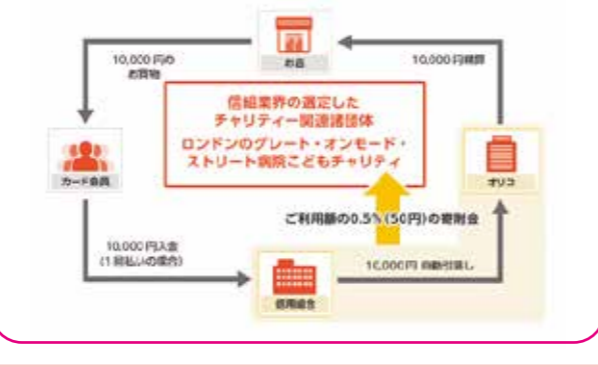 お店
10,000円の
お買物
10,000円精算
信組業界の選定した
チャリティー関連諸団体
ロンドンのグレート・オンモード・
ストリート病院こどもチャリティ
カード会員
オリコ
ご利用額の0.5%(50円)の寄附金
10,000円入金
(1回払いの場合)
10,000円 自動引落し
信用組合